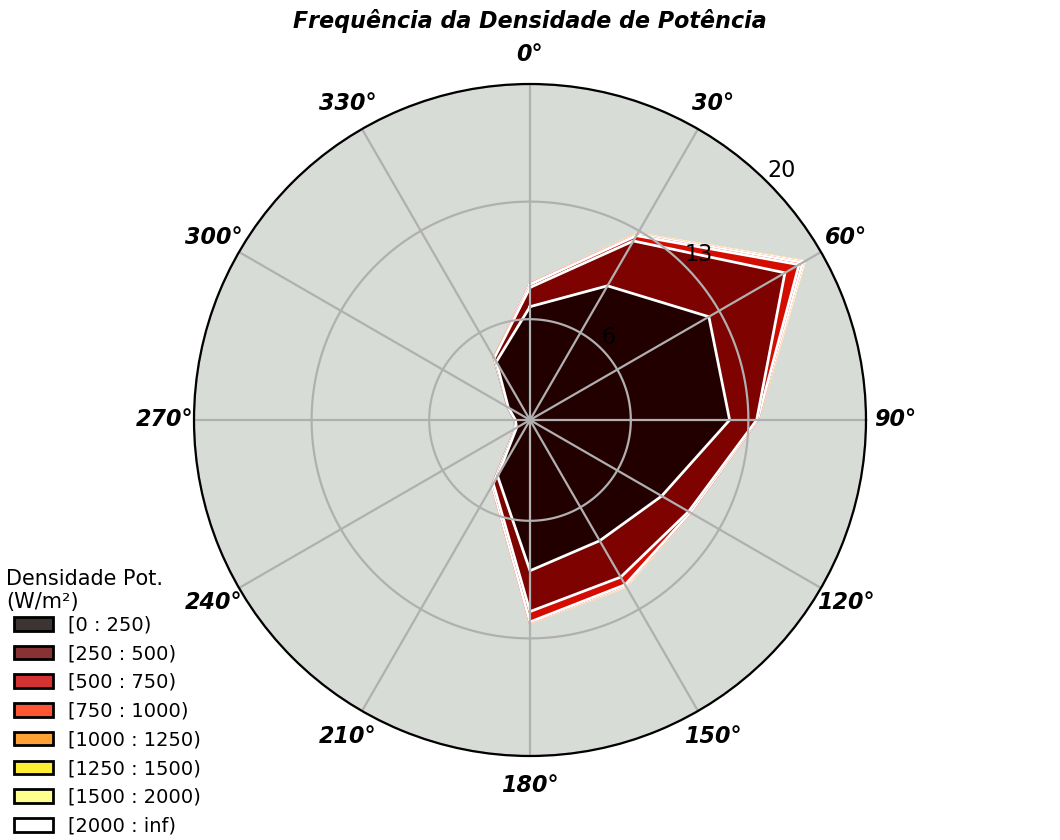 Frequência da Densidade de Potência
0°
330°
30°
20
300°
60°
13
6
270°
90°
240°
120°
210°
150°
180°
Densidade Pot.
(W/m²)
[0 : 250)
[250 : 500)
[500 : 750)
[750 : 1000)
[1000 : 1250)
[1250 : 1500)
[1500 : 2000)
[2000 : inf)